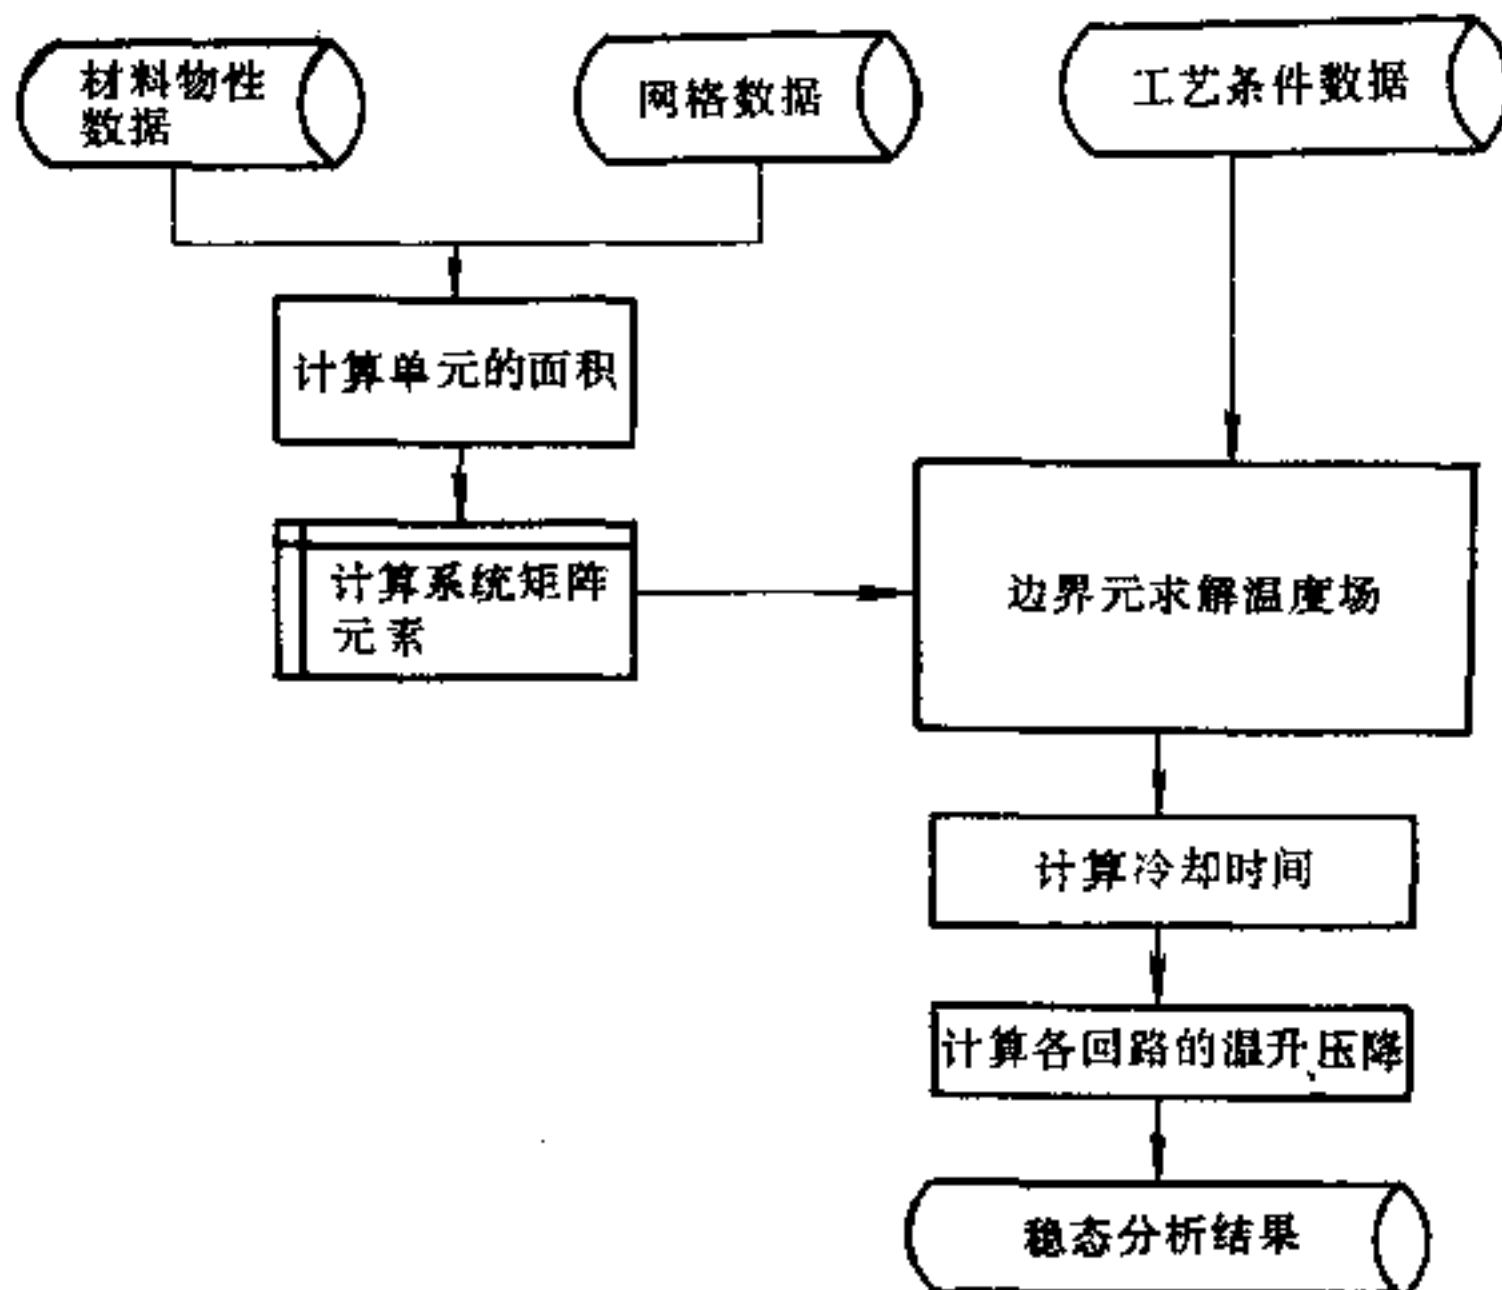 材料物性
数据
网格数据
工艺条件数据
计算单元的面积
计算系统矩阵
元素
边界元求解温度场
计算冷却时间
计算各回路的温升、压降
稳态分析结果